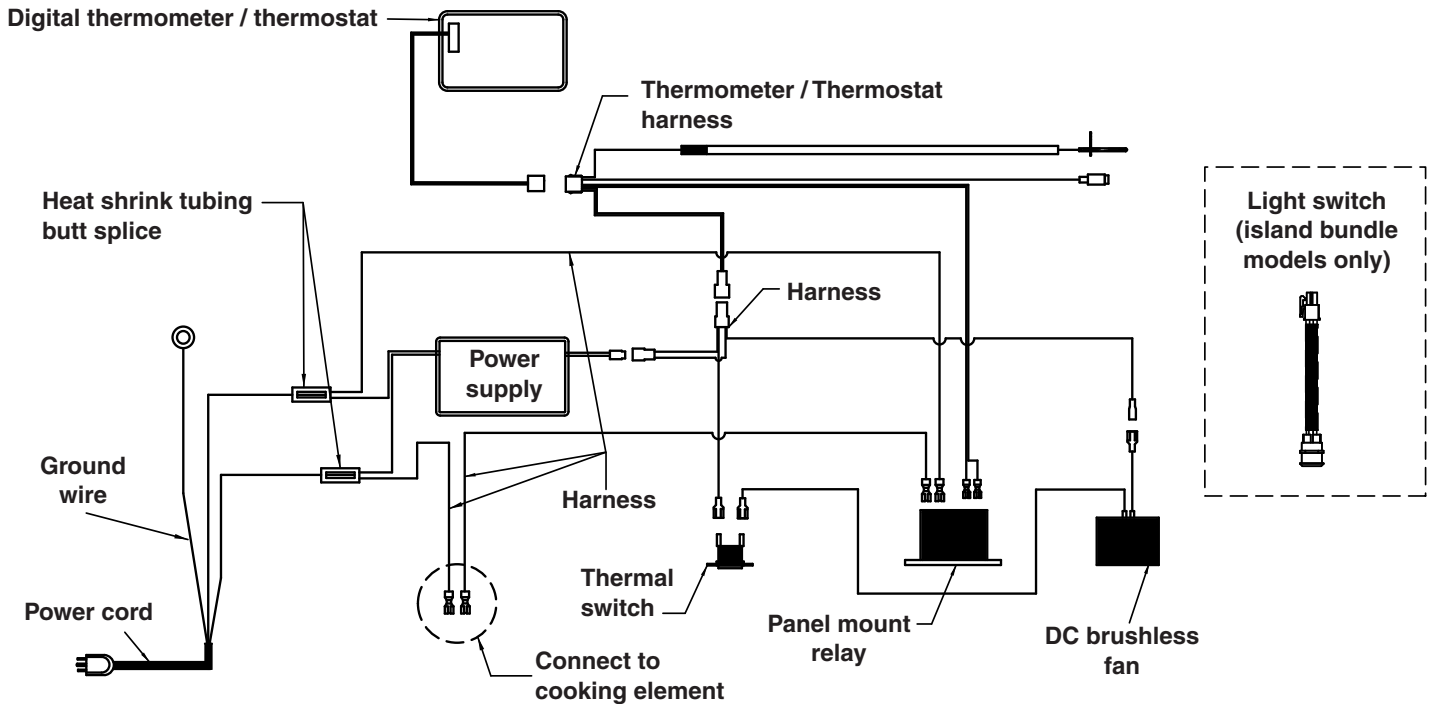 Digital thermometer / thermostat
Thermometer / Thermostat
harness
Heat shrink tubing
butt splice
Light switch
(island bundle
models only)
Harness
Power
supply
Ground
wire
Harness
Thermal
switch
Power cord
Panel mount
relay
DC brushless
fan
Connect to
cooking element